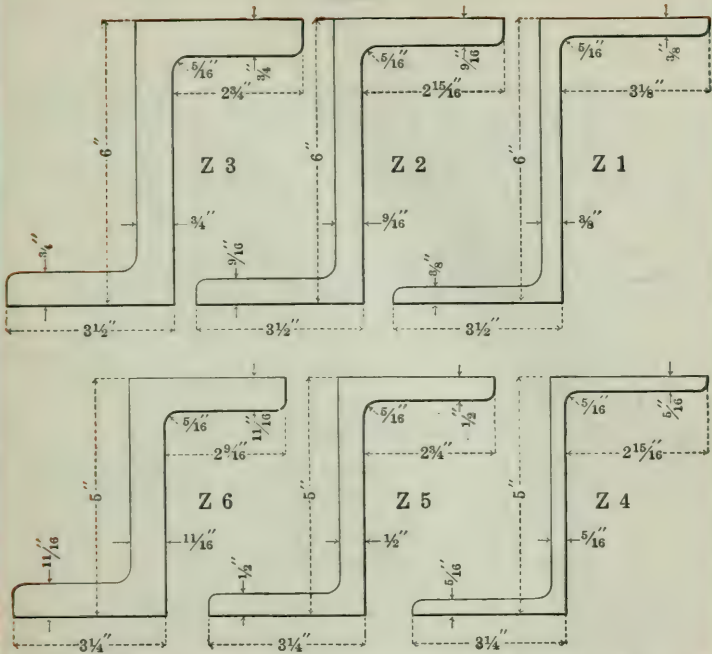 5/16″ 3/4″ 5/16″ 9/16″ 5/16″ 3/8″
2 3/4″ 2 15/16″ 3 1/8″
6″ Z 3 6″ Z 2 6″ Z 1
3/4″ 9/16″ 3/8″
3/4″ 9/16″ 3/8″
3 1/2″ 3 1/2″ 3 1/2″
5/16″ 11/16″ 5/16″ 1/2″ 5/16″ 5/16″
2 9/16″ 2 3/4″ 2 15/16″
5″ Z 6 5″ Z 5 5″ Z 4
11/16″ 1/2″ 5/16″
11/16″ 1/2″ 5/16″
3 1/4″ 3 1/4″ 3 1/4″